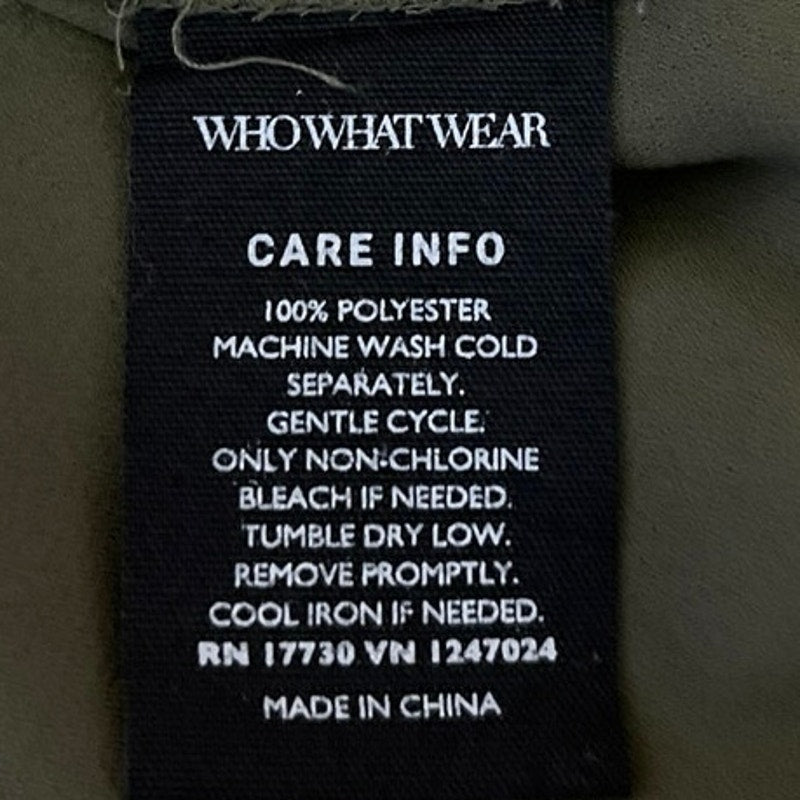 WHO WHAT WEAR
CARE INFO
100% POLYESTER
MACHINE WASH COLD
SEPARATELY.
GENTLE CYCLE.
ONLY NON-CHLORINE
BLEACH IF NEEDED.
TUMBLE DRY LOW.
REMOVE PROMPTLY.
COOL IRON IF NEEDED.
RN 17730 VN 1247024
MADE IN CHINA